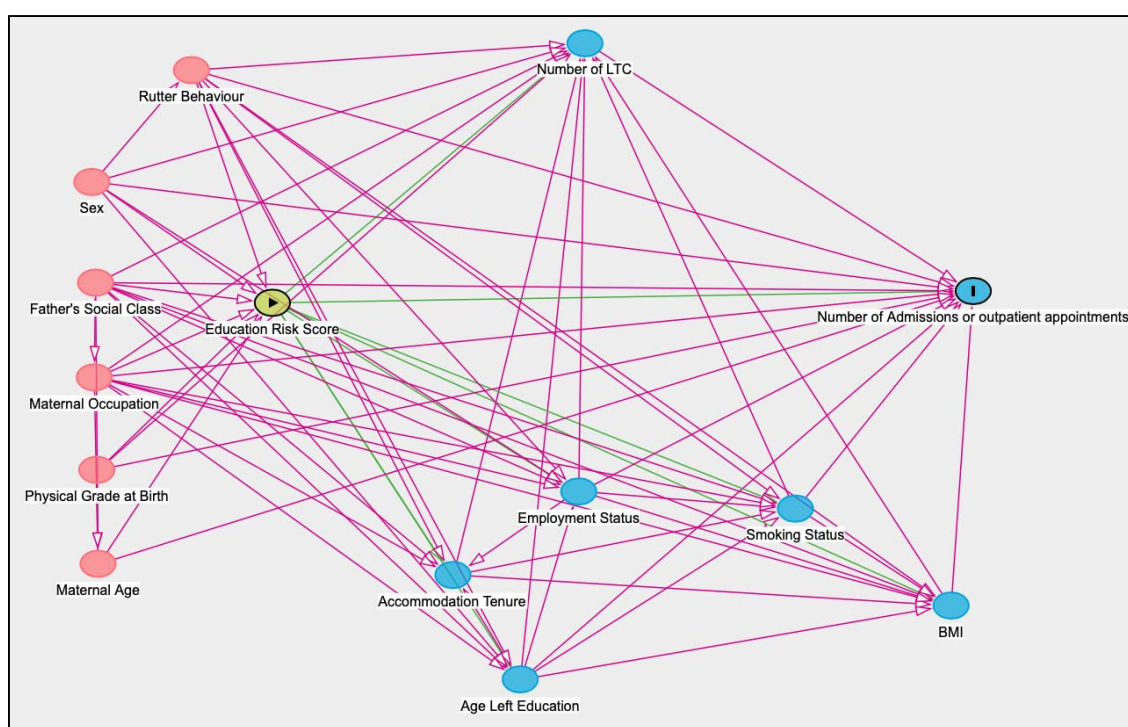 Number of LTC
Rutter Behaviour
Sex
Father's Social Class
Education Risk Score
Number of Admissions or outpatient appointments
Maternal Occupation
Physical Grade at Birth
Employment Status
Smoking Status
Maternal Age
Accommodation Tenure
BMI
Age Left Education